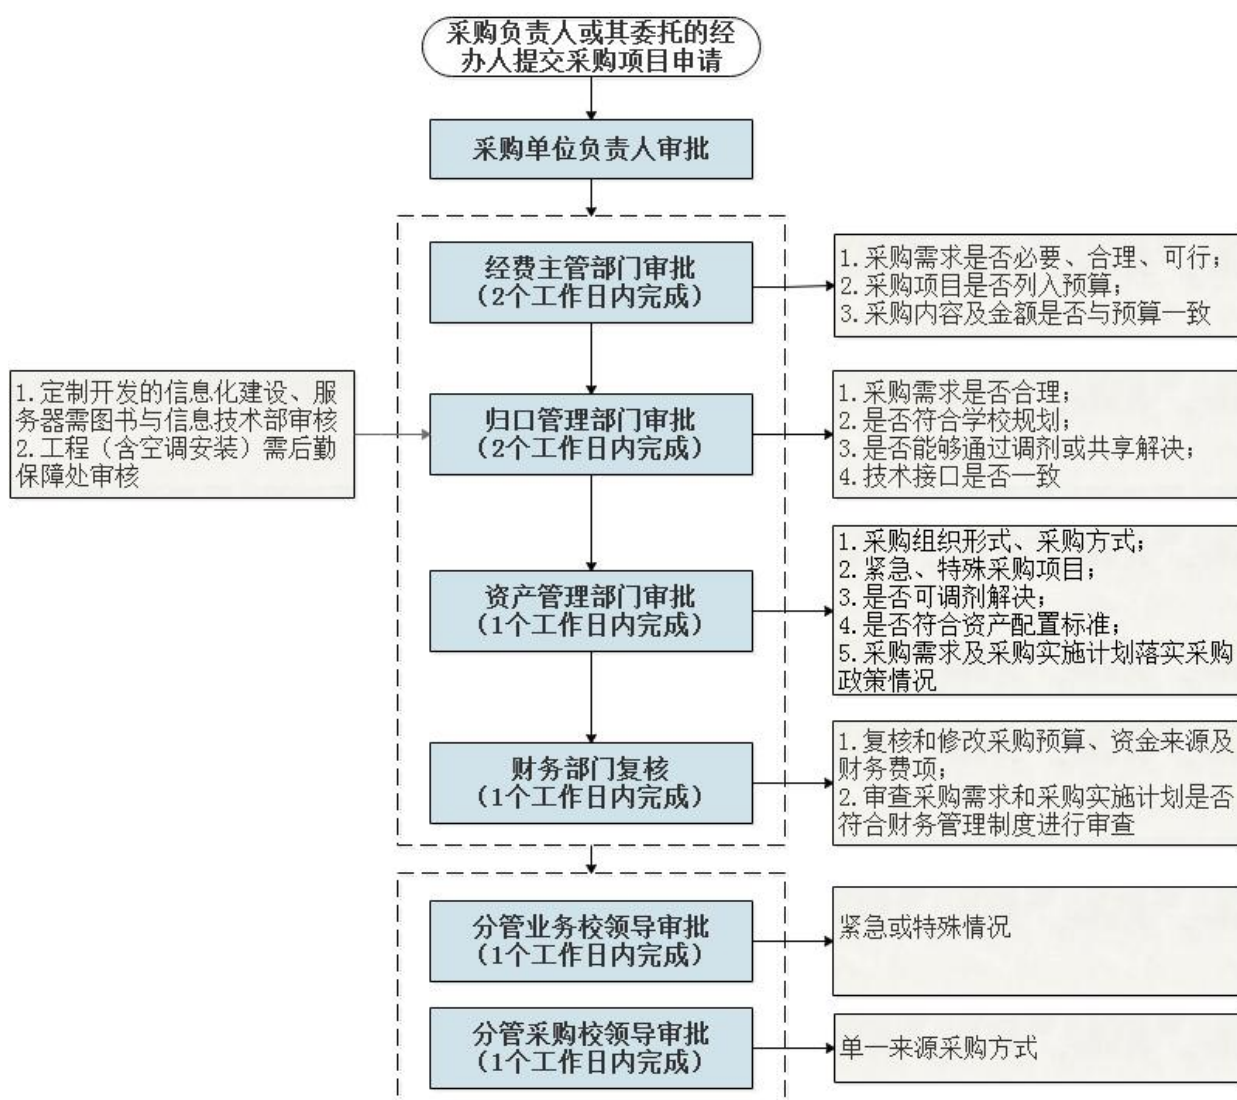 采购负责人或其委托的经
办人提交采购项目申请
采购单位负责人审批
经费主管部门审批
（2个工作日内完成）
1.采购需求是否必要、合理、可行；
2.采购项目是否列入预算；
3.采购内容及金额是否与预算一致
1.定制开发的信息化建设、服
务器需图书与信息技术部审核
2.工程（含空调安装）需后勤
保障处审核
归口管理部门审批
（2个工作日内完成）
1.采购需求是否合理；
2.是否符合学校规划；
3.是否能够通过调剂或共享解决；
4.技术接口是否一致
资产管理部门审批
（1个工作日内完成）
1.采购组织形式、采购方式；
2.紧急、特殊采购项目；
3.是否可调剂解决；
4.是否符合资产配置标准；
5.采购需求及采购实施计划落实采购
政策情况
财务部门复核
（1个工作日内完成）
1.复核和修改采购预算、资金来源及
财务费项；
2.审查采购需求和采购实施计划是否
符合财务管理制度进行审查
分管业务校领导审批
（1个工作日内完成）
紧急或特殊情况
分管采购校领导审批
（1个工作日内完成）
单一来源采购方式